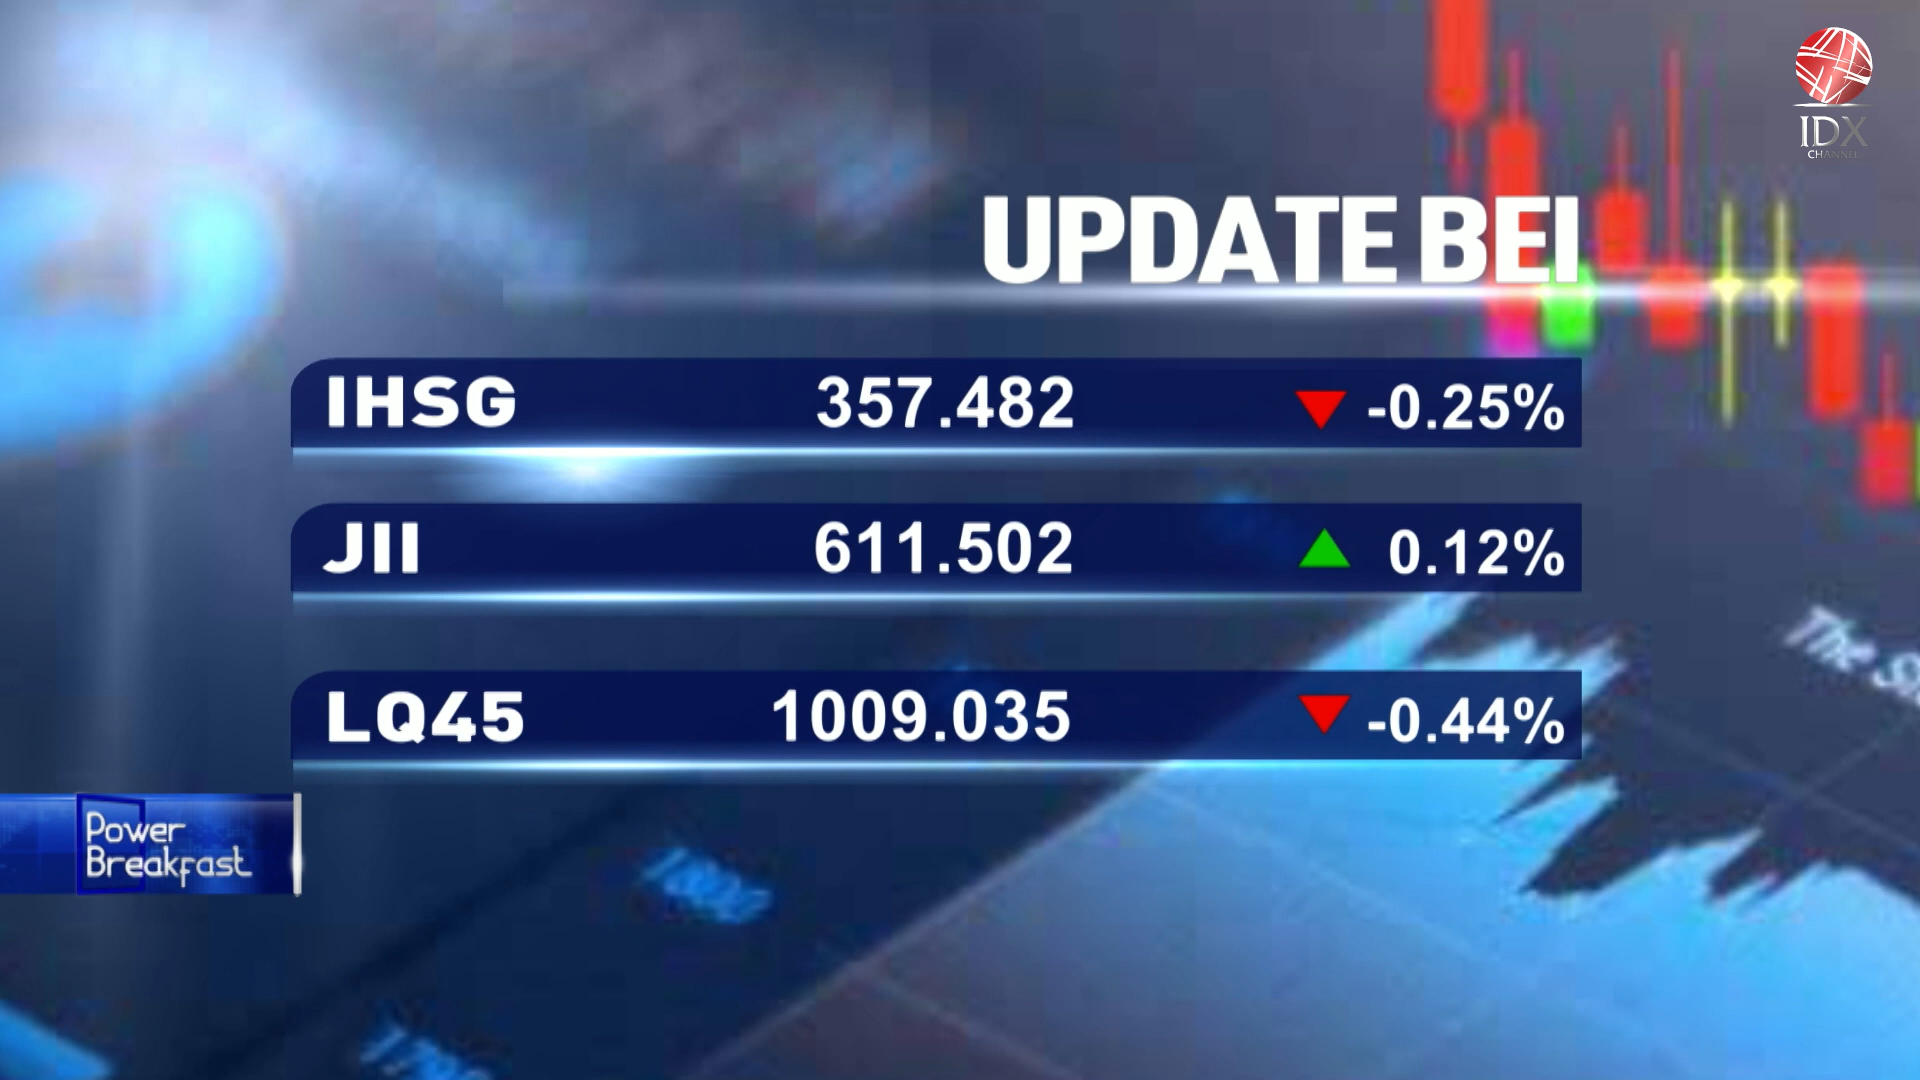 IDX
CHANNEL
UPDATE BEI
IHSG 357.482 -0.25%
JII 611.502 0.12%
LQ45 1009.035 -0.44%
The
Power
Breakfast